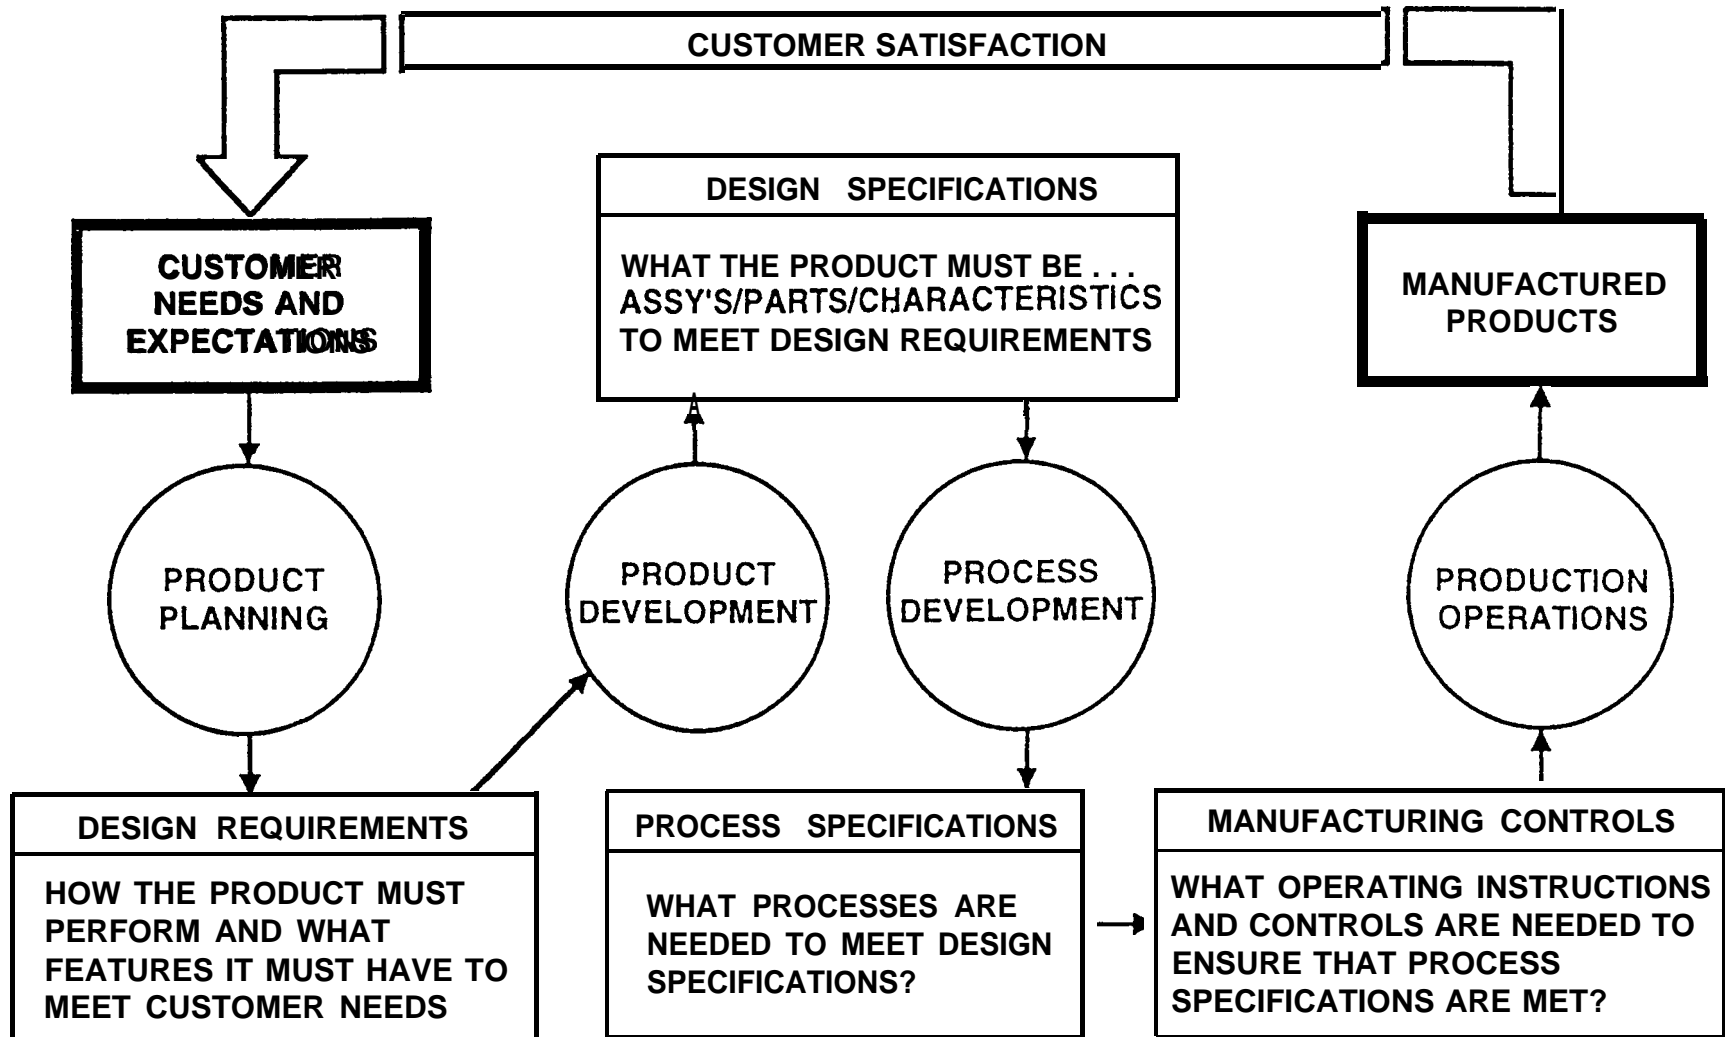 CUSTOMER SATISFACTION
CUSTOMER
NEEDS AND
EXPECTATIONS
DESIGN SPECIFICATIONS
WHAT THE PRODUCT MUST BE . . .
ASSY'S/PARTS/CHARACTERISTICS
TO MEET DESIGN REQUIREMENTS
MANUFACTURED
PRODUCTS
PRODUCT
PLANNING
PRODUCT
DEVELOPMENT
PROCESS
DEVELOPMENT
PRODUCTION
OPERATIONS
DESIGN REQUIREMENTS
HOW THE PRODUCT MUST
PERFORM AND WHAT
FEATURES IT MUST HAVE TO
MEET CUSTOMER NEEDS
PROCESS SPECIFICATIONS
WHAT PROCESSES ARE
NEEDED TO MEET DESIGN
SPECIFICATIONS?
MANUFACTURING CONTROLS
WHAT OPERATING INSTRUCTIONS
AND CONTROLS ARE NEEDED TO
ENSURE THAT PROCESS
SPECIFICATIONS ARE MET?